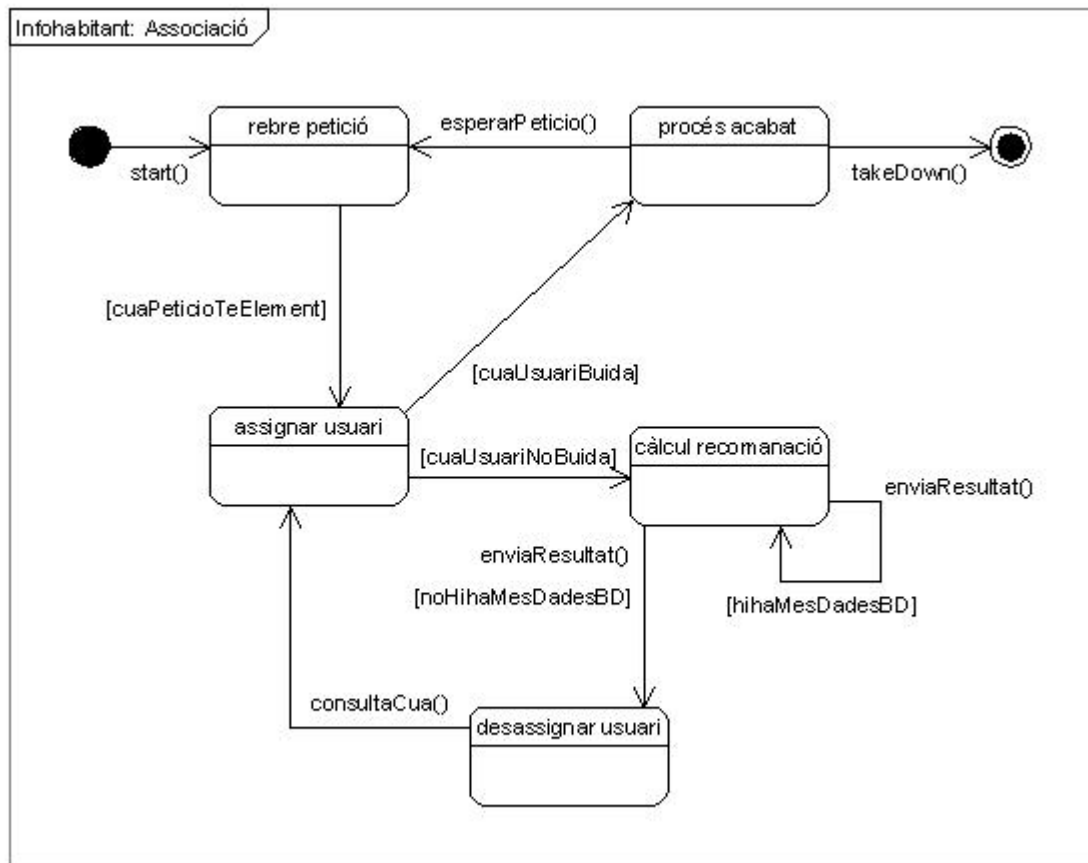 Infohabitant: Associació
rebre petició
esperarPeticio()
procés acabat
start()
takeDown()
[cuaPeticioTeElement]
[cuaUsuariBuida]
assignar usuari
[cuaUsuariNoBuida]
càlcul recomanació
enviaResultat()
enviaResultat()
[noHihaMesDadesBD]
[hihaMesDadesBD]
consultaCua()
desassignar usuari